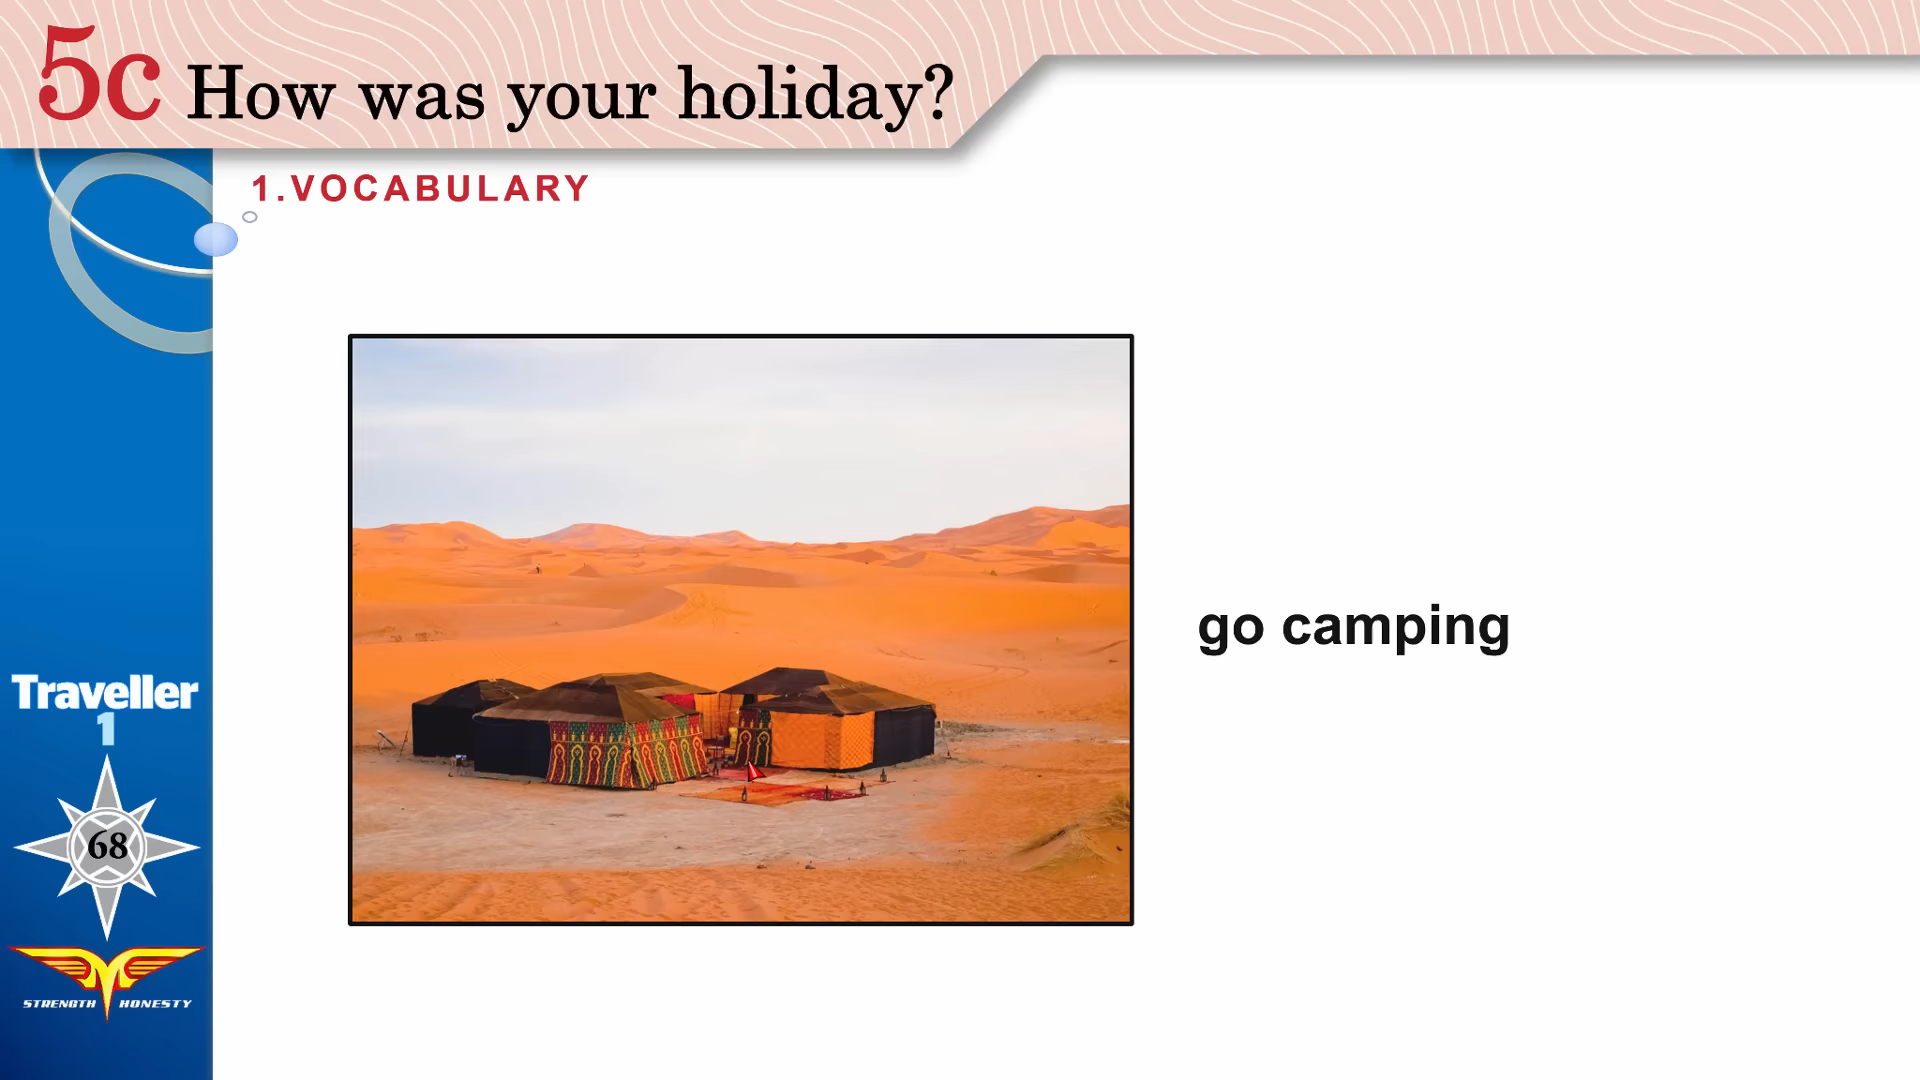 5c How was your holiday?
1.VOCABULARY
go camping
Traveller
1
68
STRENGTH HONESTY